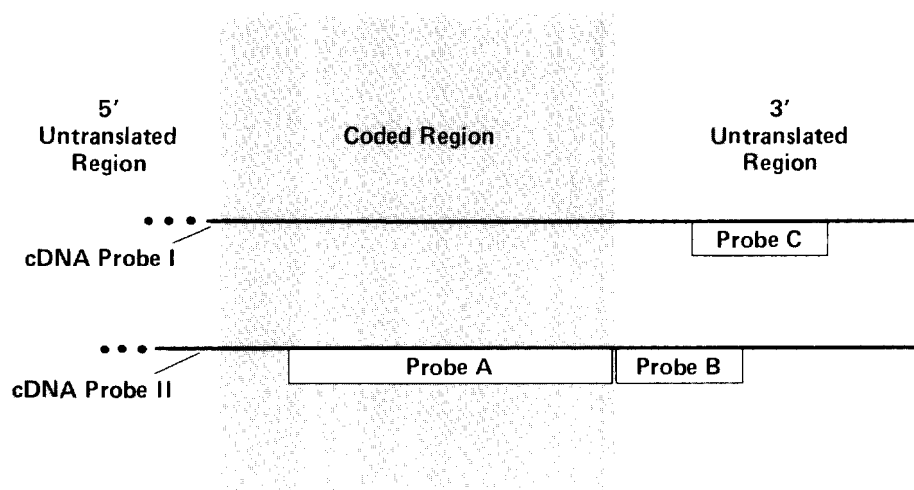 5′
Untranslated
Region
Coded Region
3′
Untranslated
Region
cDNA Probe I
Probe C
cDNA Probe II
Probe A
Probe B